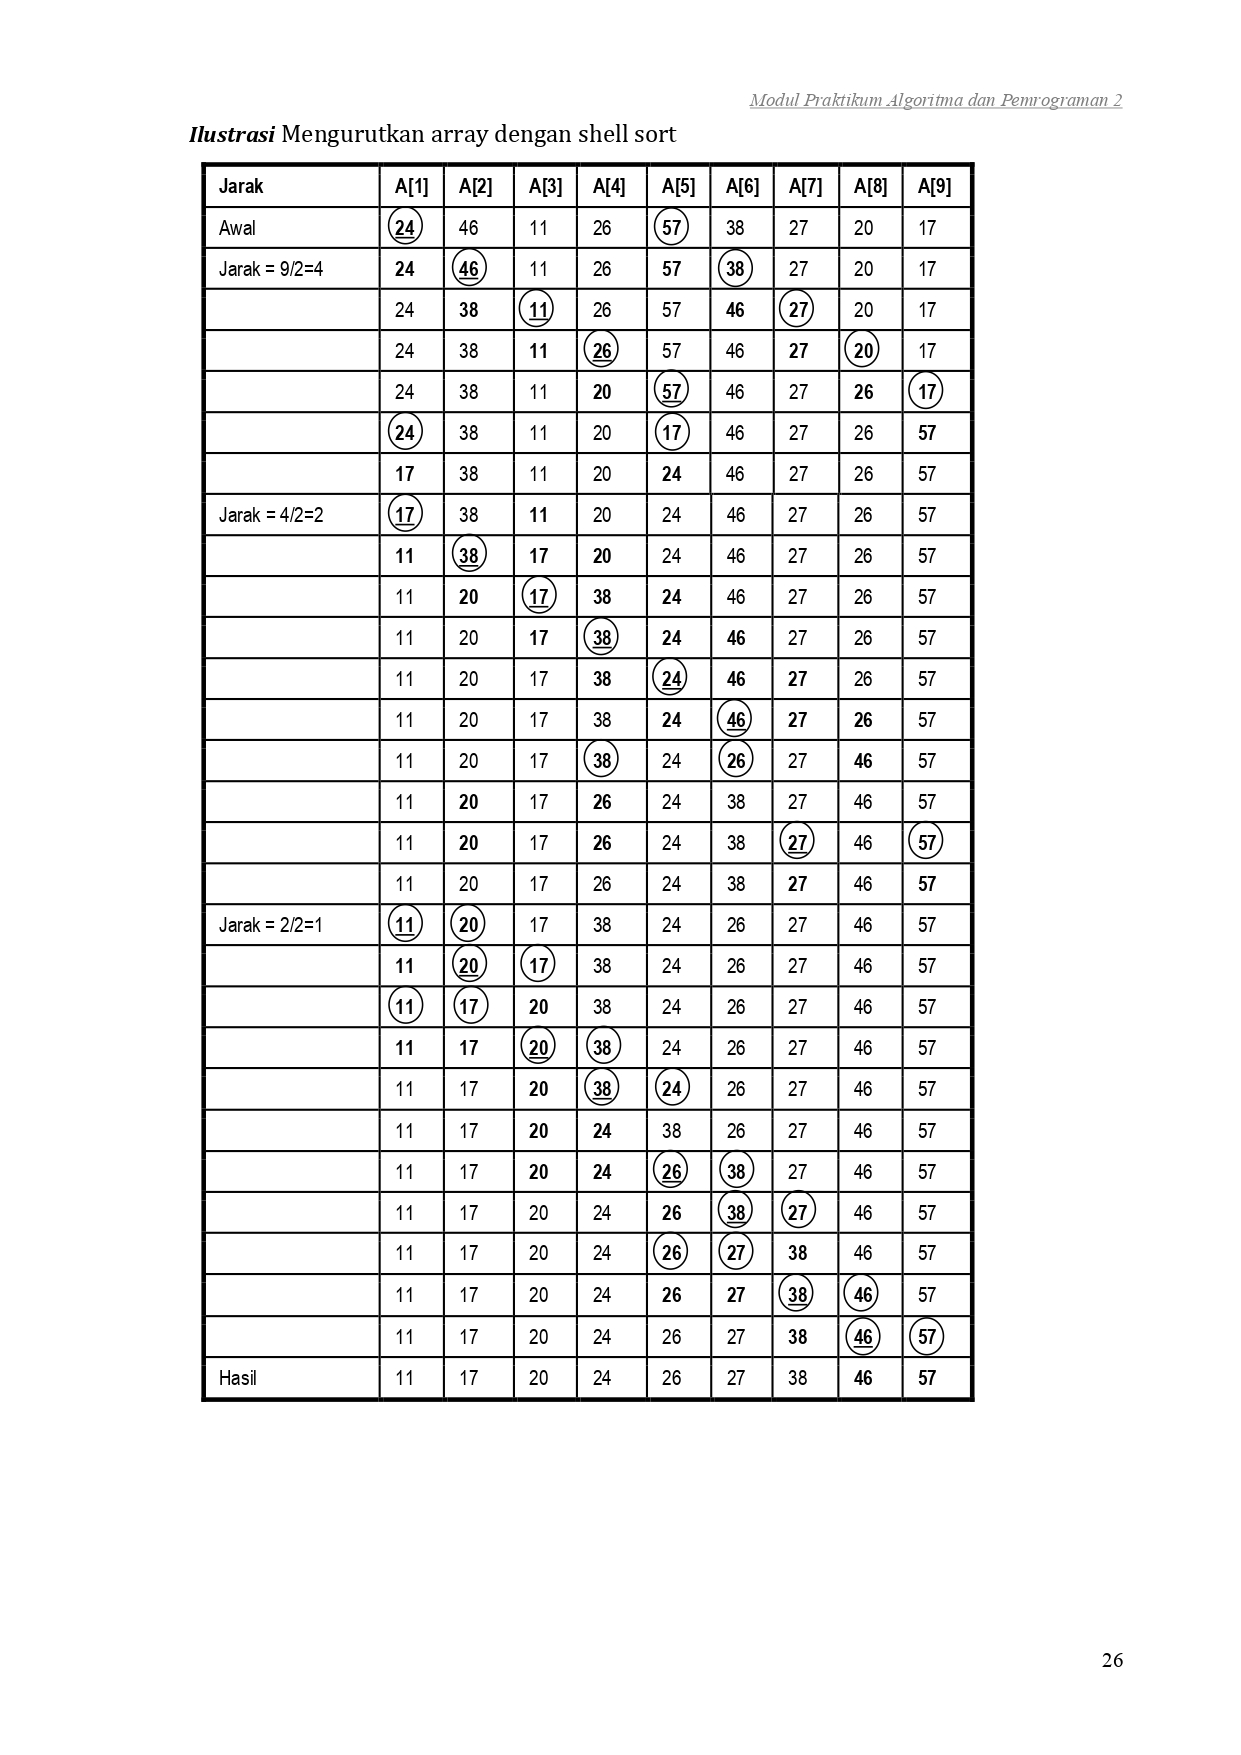 Modul Praktikum Algoritma dan Pemrograman 2
Ilustrasi Mengurutkan array dengan shell sort
Jarak A[1] A[2] A[3] A[4] A[5] A[6] A[7] A[8] A[9]
Awal 24 46 11 26 57 38 27 20 17
Jarak = 9/2=4 24 46 11 26 57 38 27 20 17
24 38 11 26 57 46 27 20 17
24 38 11 26 57 46 27 20 17
24 38 11 20 57 46 27 26 17
24 38 11 20 17 46 27 26 57
17 38 11 20 24 46 27 26 57
Jarak = 4/2=2 17 38 11 20 24 46 27 26 57
11 38 17 20 24 46 27 26 57
11 20 17 38 24 46 27 26 57
11 20 17 38 24 46 27 26 57
11 20 17 38 24 46 27 26 57
11 20 17 38 24 46 27 26 57
11 20 17 38 24 26 27 46 57
11 20 17 26 24 38 27 46 57
11 20 17 26 24 38 27 46 57
11 20 17 26 24 38 27 46 57
Jarak = 2/2=1 11 20 17 38 24 26 27 46 57
11 20 17 38 24 26 27 46 57
11 17 20 38 24 26 27 46 57
11 17 20 38 24 26 27 46 57
11 17 20 38 24 26 27 46 57
11 17 20 24 38 26 27 46 57
11 17 20 24 26 38 27 46 57
11 17 20 24 26 38 27 46 57
11 17 20 24 26 27 38 46 57
11 17 20 24 26 27 38 46 57
11 17 20 24 26 27 38 46 57
Hasil 11 17 20 24 26 27 38 46 57
26